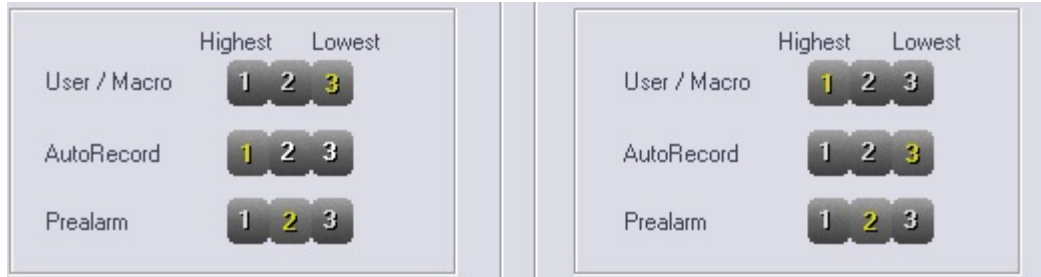 Highest Lowest
User / Macro 1 2 3
AutoRecord 1 2 3
Prealarm 1 2 3
Highest Lowest
User / Macro 1 2 3
AutoRecord 1 2 3
Prealarm 1 2 3